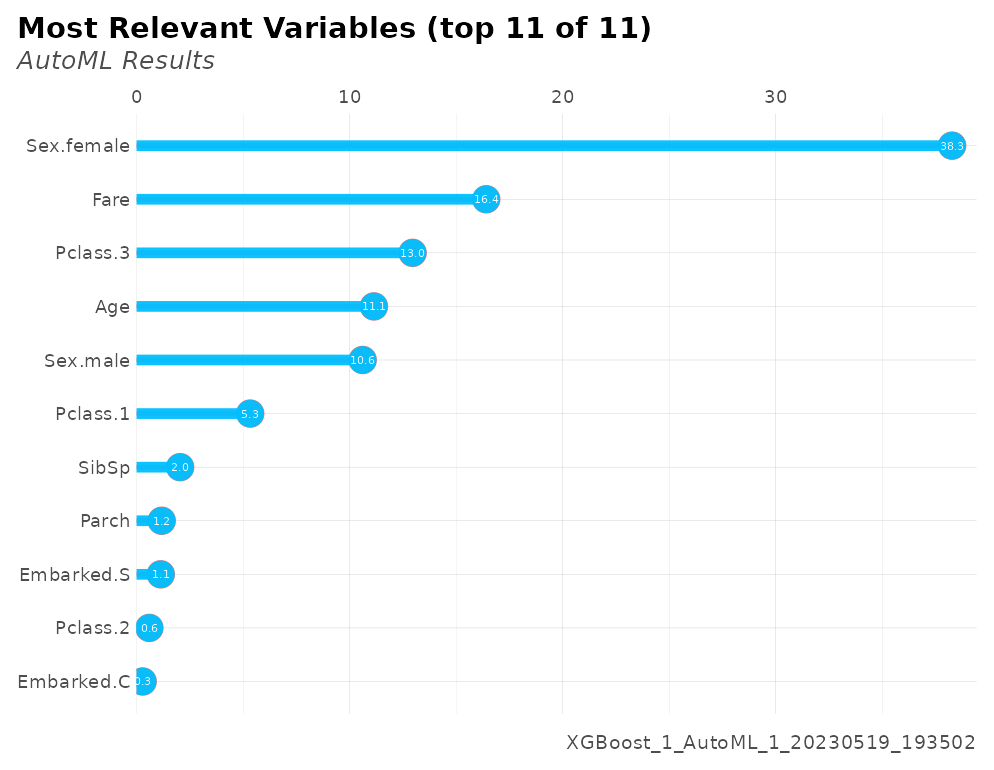 Most Relevant Variables (top 11 of 11)
AutoML Results
0 10 20 30
Sex.female 38.3
Fare 16.4
Pclass.3 13.0
Age 11.1
Sex.male 10.6
Pclass.1 5.3
SibSp 2.0
Parch 1.2
Embarked.S 1.1
Pclass.2 0.6
Embarked.C 0.3
XGBoost_1_AutoML_1_20230519_193502